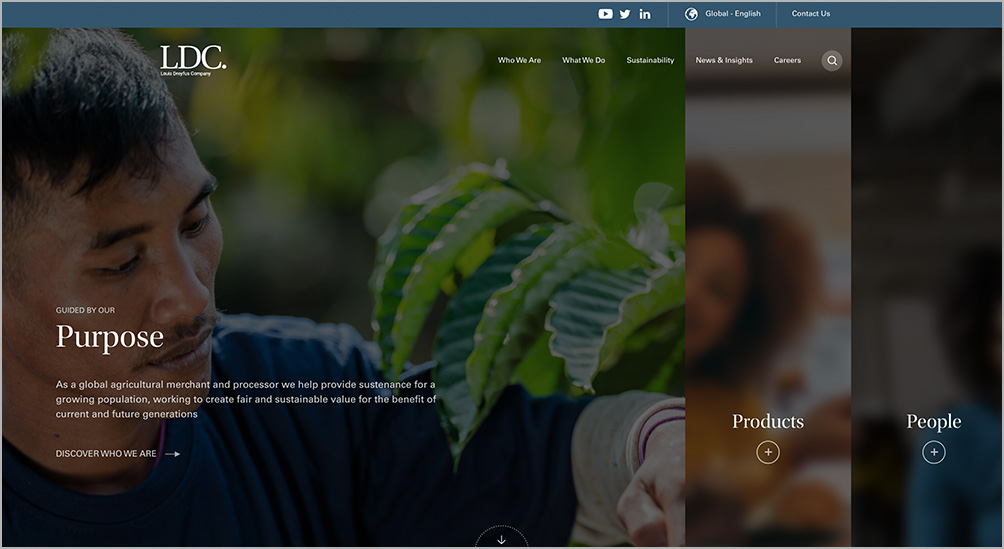 Global - English
Contact Us
LDC.
Louis Dreyfus Company
Who We Are
What We Do
Sustainability
News & Insights
Careers
GUIDED BY OUR
Purpose
As a global agricultural merchant and processor we help provide sustenance for a
growing population, working to create fair and sustainable value for the benefit of
current and future generations
DISCOVER WHO WE ARE
Products
People